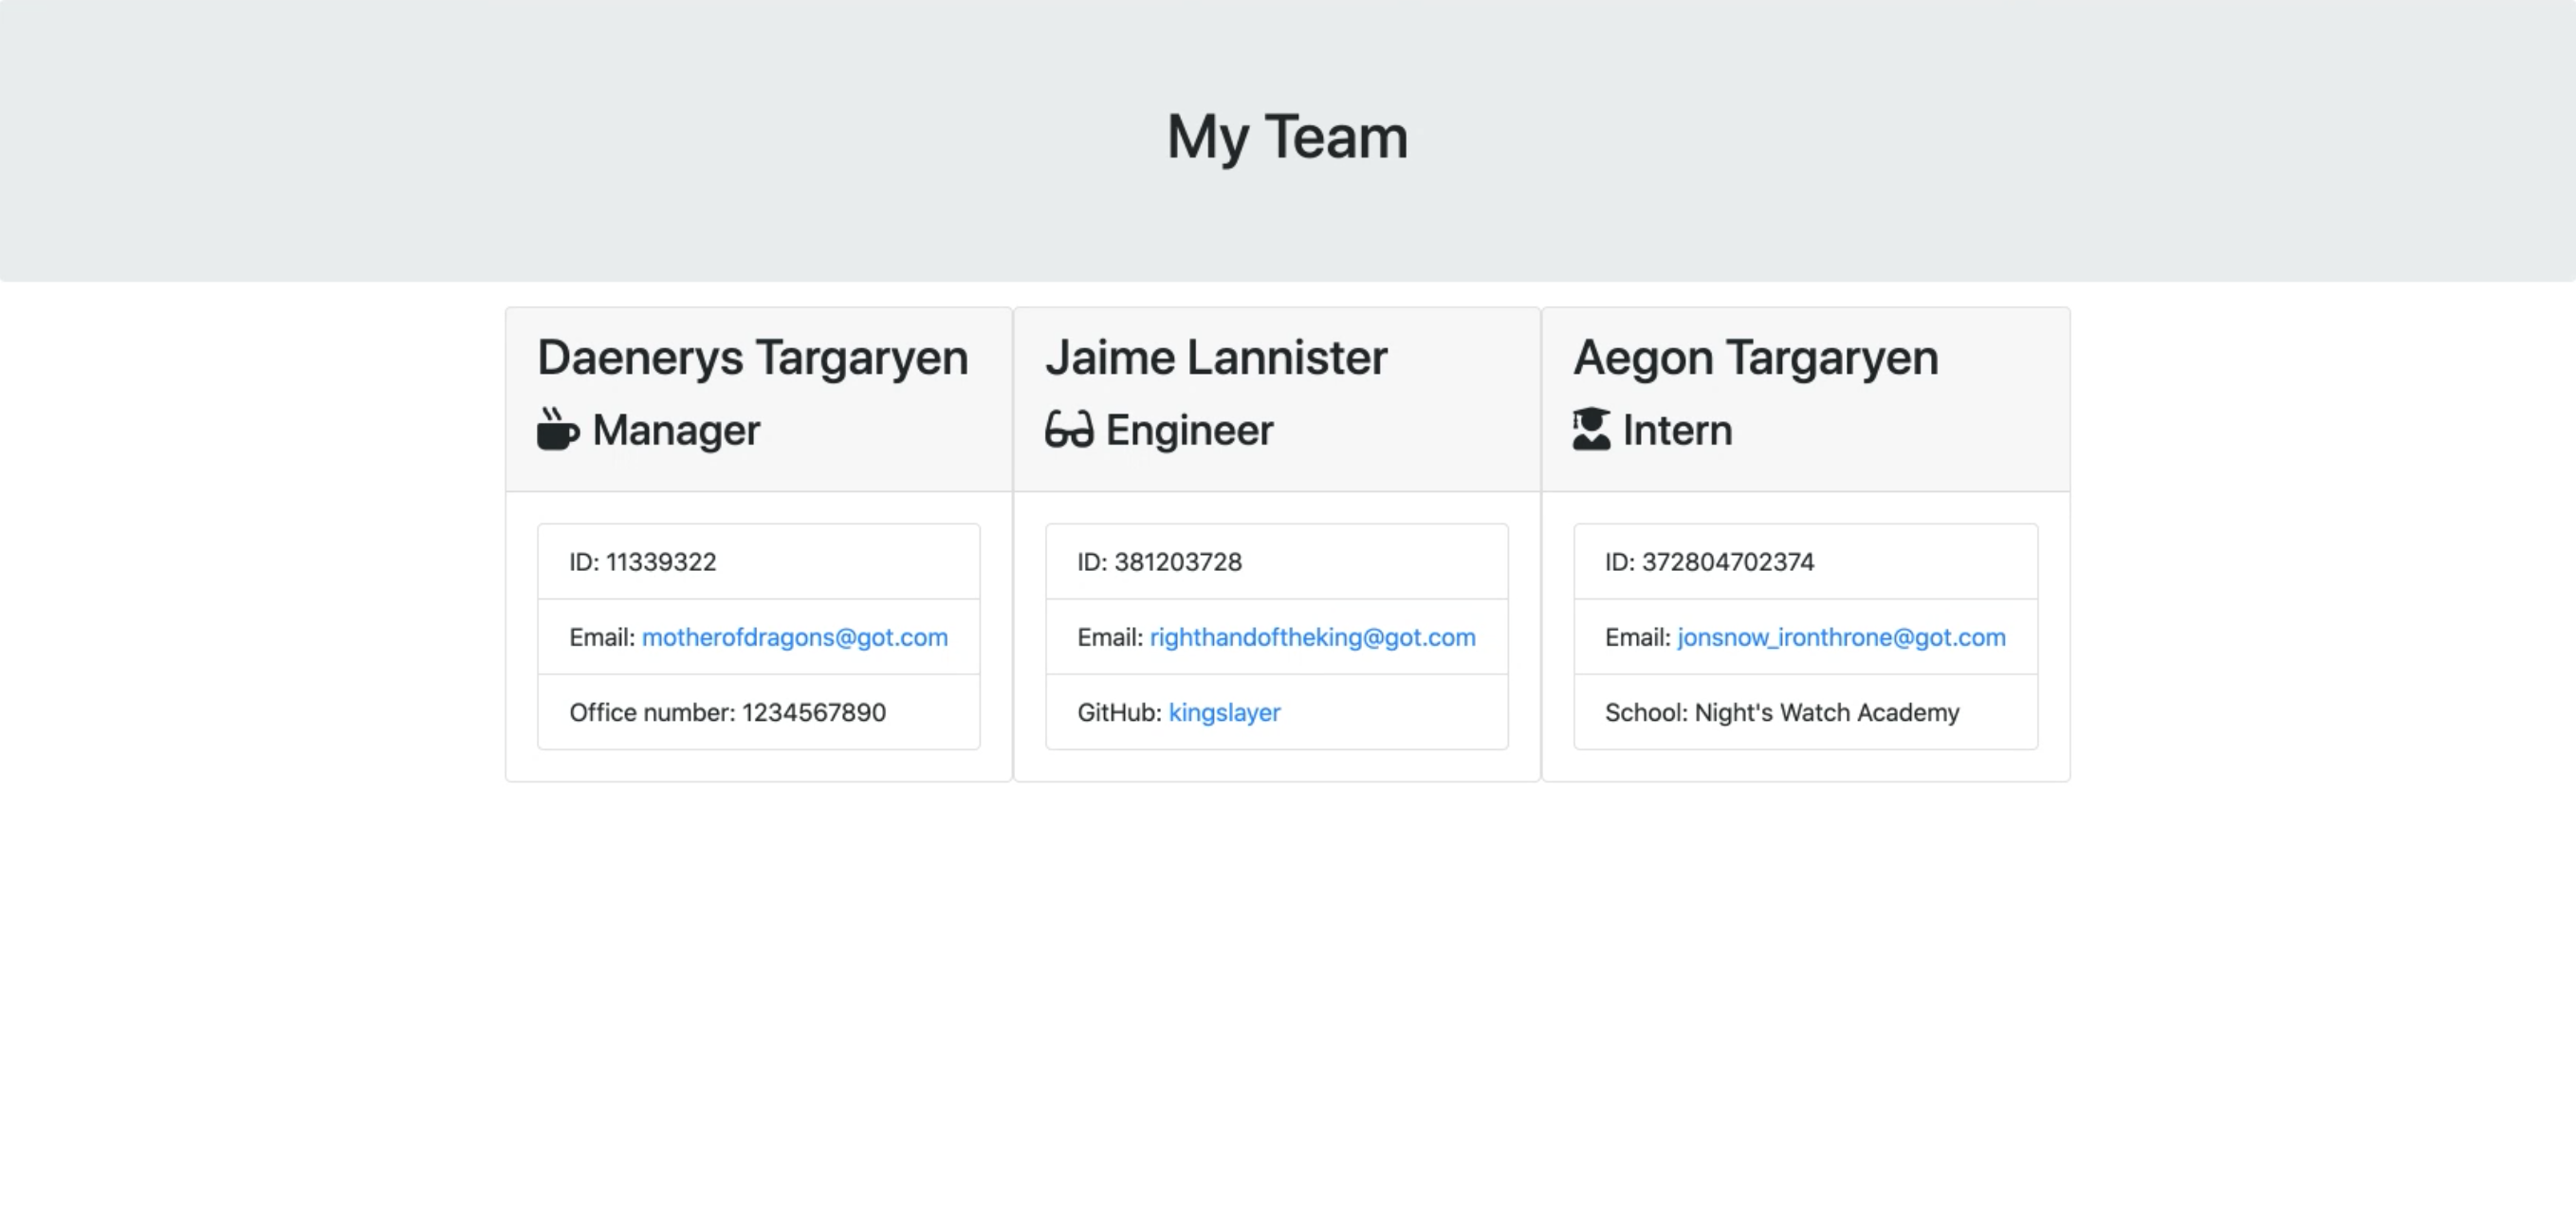 My Team
Daenerys Targaryen
Manager
ID: 11339322
Email: motherofdragons@got.com
Office number: 1234567890
Jaime Lannister
Engineer
ID: 381203728
Email: righthandoftheking@got.com
GitHub: kingslayer
Aegon Targaryen
Intern
ID: 372804702374
Email: jonsnow_ironthrone@got.com
School: Night's Watch Academy